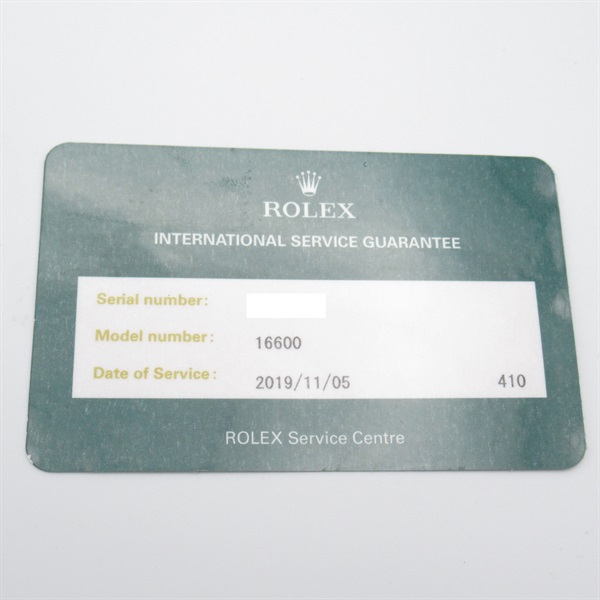 ROLEX
INTERNATIONAL SERVICE GUARANTEE
Serial number:
Model number: 16600
Date of Service: 2019/11/05 410
ROLEX Service Centre